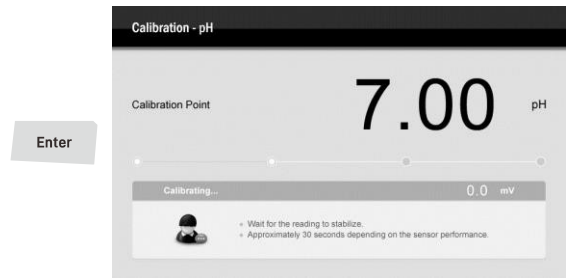 Calibration - pH
Calibration Point 7.00 pH
Enter
Calibrating... 0.0 mV
Wait for the reading to stabilize.
Approximately 30 seconds depending on the sensor performance.